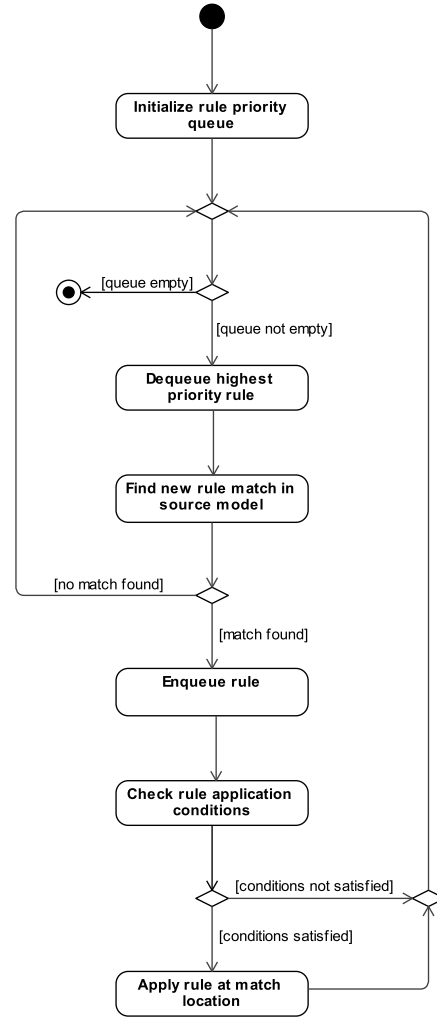 Initialize rule priority
queue
[queue empty]
[queue not empty]
Dequeue highest
priority rule
Find new rule match in
source model
[no match found]
[match found]
Enqueue rule
Check rule application
conditions
[conditions not satisfied]
[conditions satisfied]
Apply rule at match
location